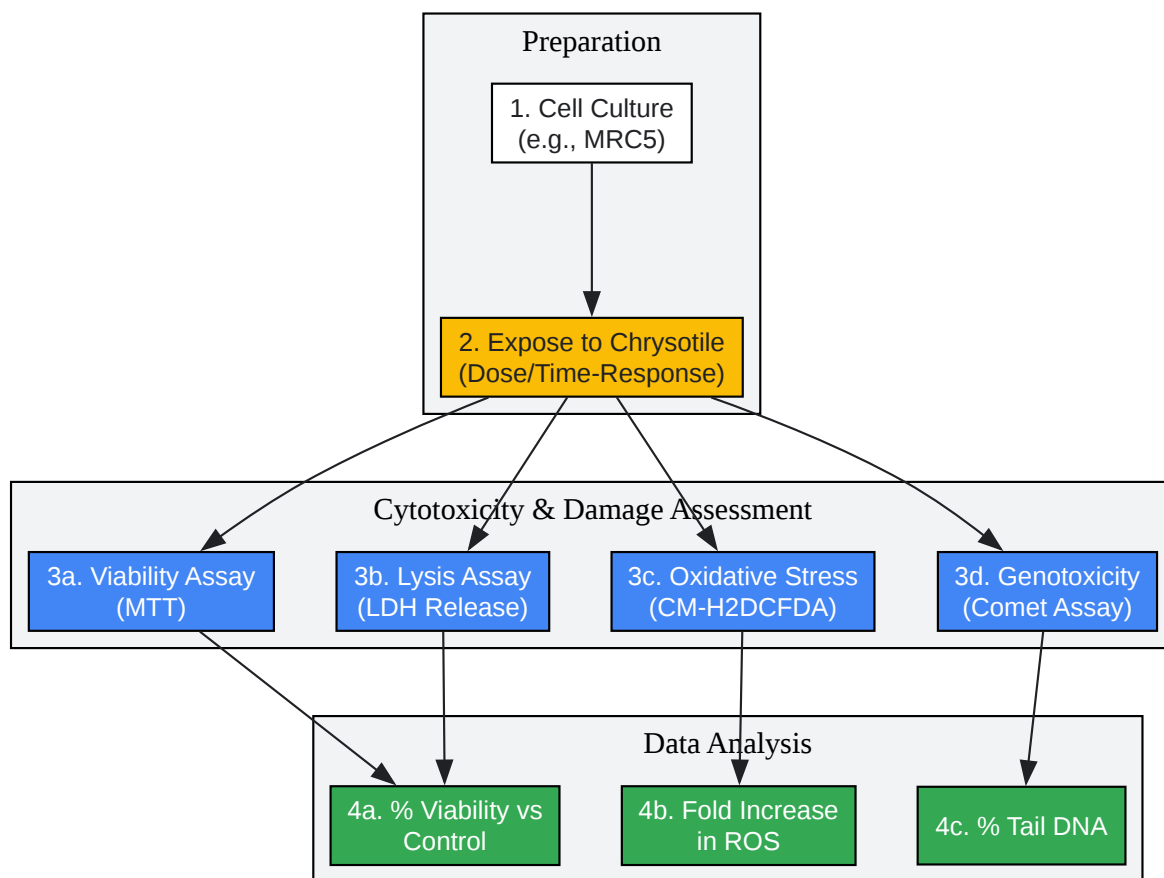 Preparation
1. Cell Culture
(e.g., MRC5)
2. Expose to Chrysotile
(Dose/Time-Response)
Cytotoxicity & Damage Assessment
3a. Viability Assay
(MTT)
3b. Lysis Assay
(LDH Release)
3c. Oxidative Stress
(CM-H2DCFDA)
3d. Genotoxicity
(Comet Assay)
Data Analysis
4a. % Viability vs
Control
4b. Fold Increase
in ROS
4c. % Tail DNA